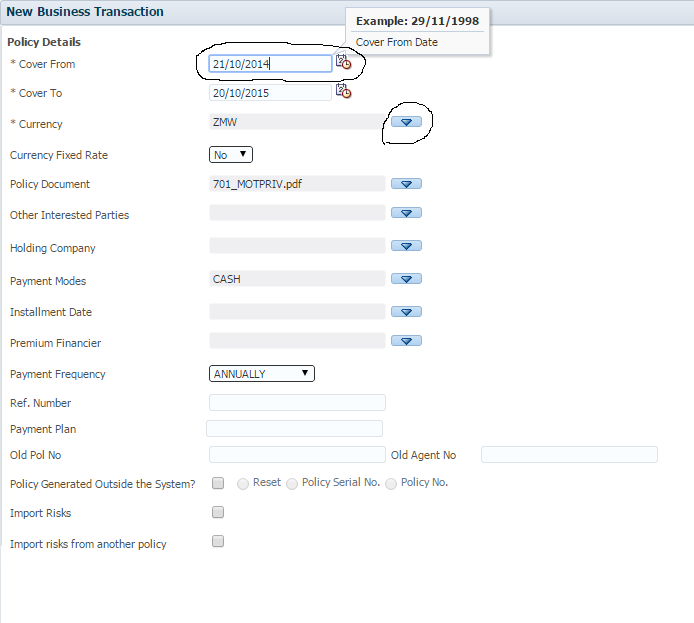 New Business Transaction
Example: 29/11/1998
Cover From Date
Policy Details
* Cover From 21/10/2014
* Cover To 20/10/2015
* Currency ZMW
Currency Fixed Rate No
Policy Document 701_MOTPRIV.pdf
Other Interested Parties
Holding Company
Payment Modes CASH
Installment Date
Premium Financier
Payment Frequency ANNUALLY
Ref. Number
Payment Plan
Old Pol No Old Agent No
Policy Generated Outside the System? Reset Policy Serial No. Policy No.
Import Risks
Import risks from another policy